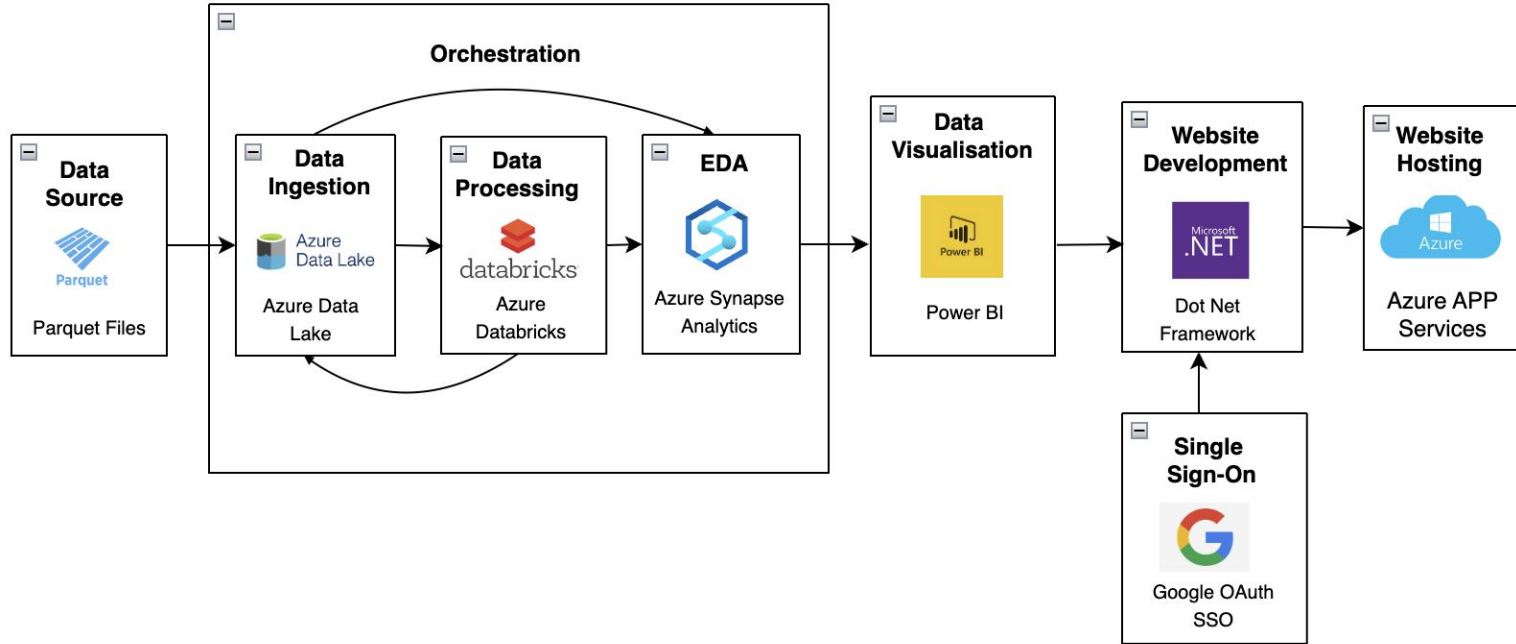 Orchestration
Data
Source
Parquet
Parquet Files
Data
Ingestion
Azure
Data Lake
Azure Data
Lake
Data
Processing
databricks
Azure
Databricks
EDA
Azure Synapse
Analytics
Data
Visualisation
Power BI
Power BI
Website
Development
Microsoft
.NET
Dot Net
Framework
Website
Hosting
Azure
Azure APP
Services
Single
Sign-On
G
Google OAuth
SSO